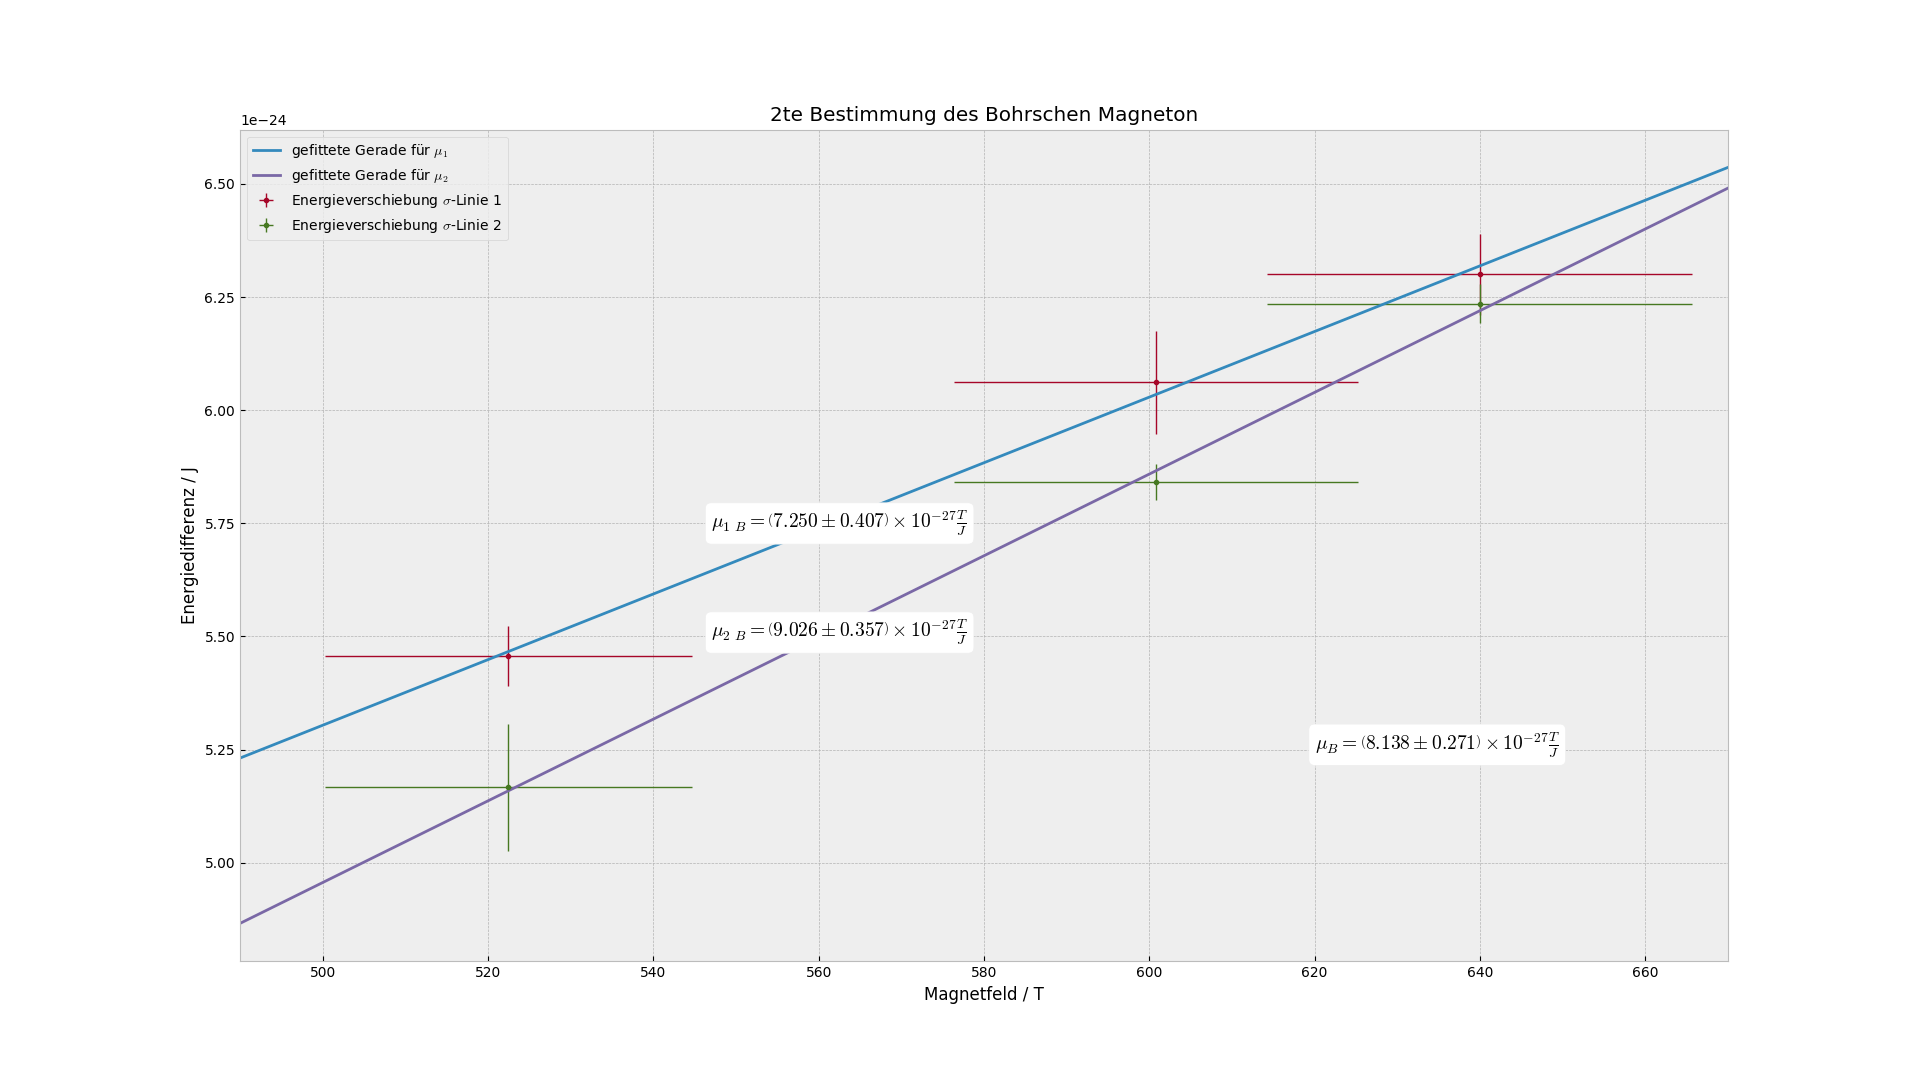 2te Bestimmung des Bohrschen Magneton
1e−24
gefittete Gerade für μ₁
gefittete Gerade für μ₂
Energieverschiebung σ-Linie 1
Energieverschiebung σ-Linie 2
6.50
6.25
6.00
5.75
5.50
5.25
5.00
Energiedifferenz / J
μ₁ B = (7.250 ± 0.407) × 10⁻²⁷ T/J
μ₂ B = (9.026 ± 0.357) × 10⁻²⁷ T/J
μB = (8.138 ± 0.271) × 10⁻²⁷ T/J
500 520 540 560 580 600 620 640 660
Magnetfeld / T